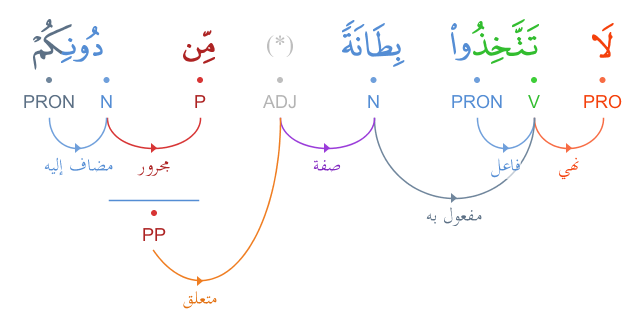 لَا تَتَّخِذُوا۟ بِطَانَةً (*) مِّن دُونِكُمْ
PRO V PRON N ADJ P N PRON
نهي فاعل صفة مجرور مضاف إليه
مفعول به
PP
متعلق